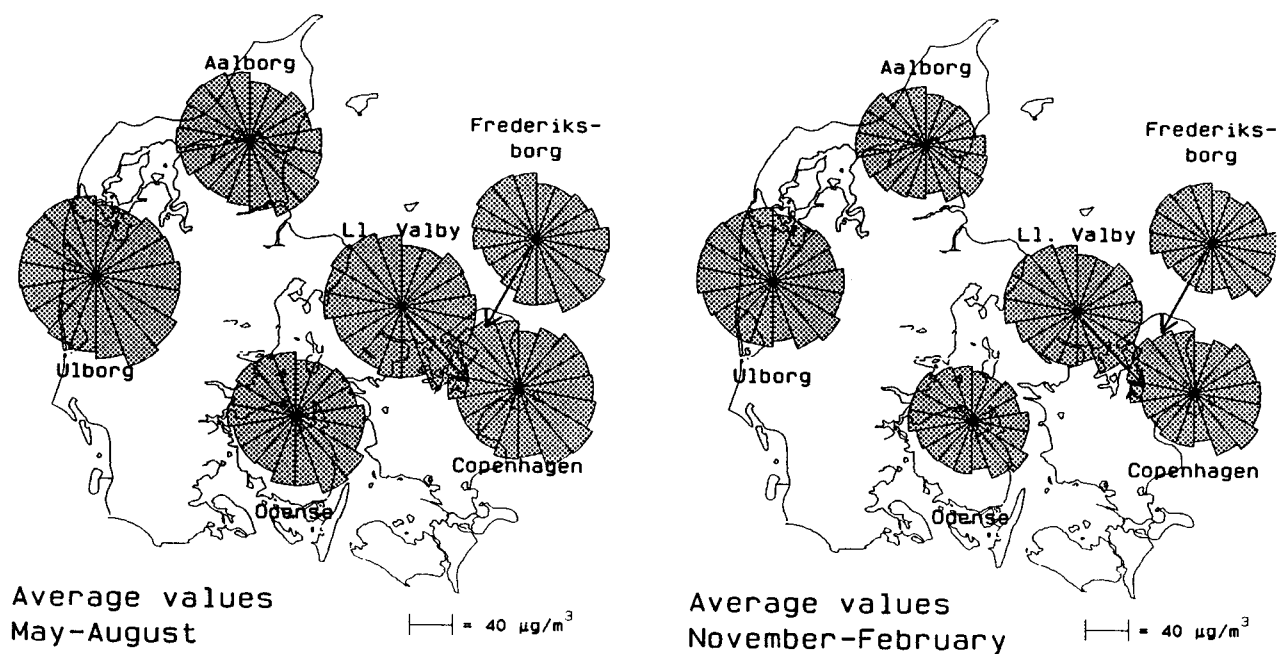 Aalborg
Frederiks-
borg
Ll. Valby
Ulborg
Copenhagen
Odense
Average values
May-August
= 40 µg/m³
Aalborg
Frederiks-
borg
Ll. Valby
Ulborg
Copenhagen
Odense
Average values
November-February
= 40 µg/m³